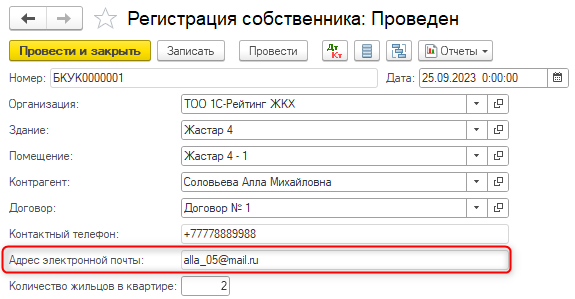 Регистрация собственника: Проведен
Провести и закрыть Записать Провести Дт Кт Отчеты
Номер: БКУК0000001 Дата: 25.09.2023 0:00:00
Организация: ТОО 1С-Рейтинг ЖКХ
Здание: Жастар 4
Помещение: Жастар 4 - 1
Контрагент: Соловьева Алла Михайловна
Договор: Договор № 1
Контактный телефон: +77778889988
Адрес электронной почты: alla_05@mail.ru
Количество жильцов в квартире: 2